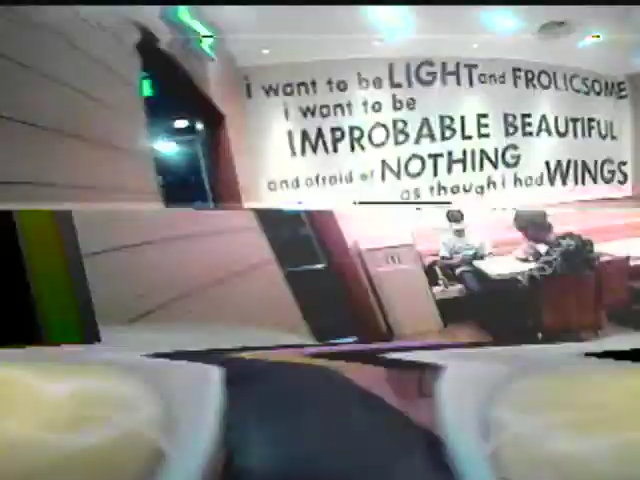 i want to be LIGHT and FROLICSOME
i want to be
IMPROBABLE BEAUTIFUL
and afraid of NOTHING
as though i had WINGS